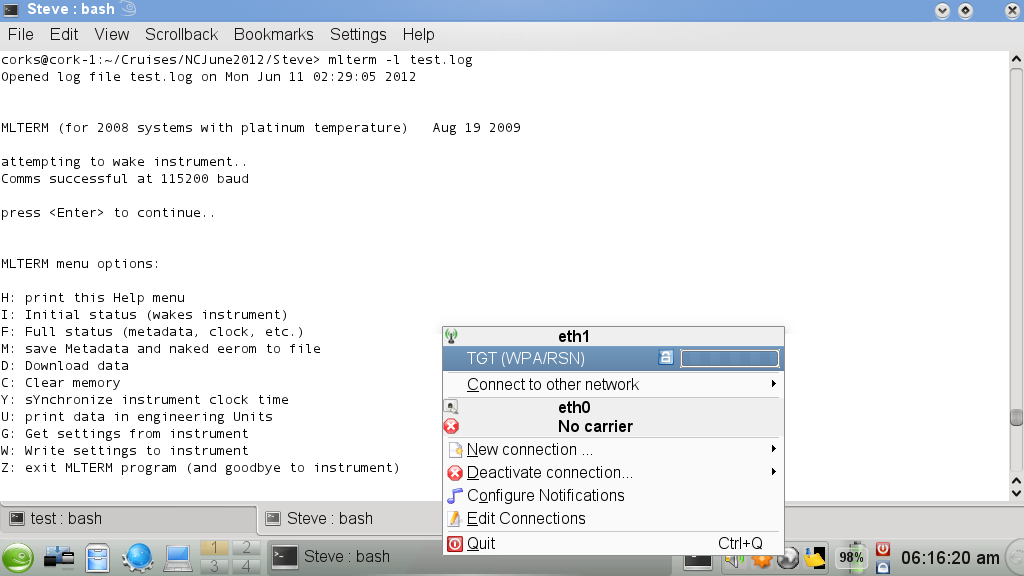 Steve : bash
File Edit View Scrollback Bookmarks Settings Help
corks@cork-1:~/Cruises/NCJune2012/Steve> mlterm -l test.log
Opened log file test.log on Mon Jun 11 02:29:05 2012
MLTERM (for 2008 systems with platinum temperature) Aug 19 2009
attempting to wake instrument..
Comms successful at 115200 baud
press <Enter> to continue..
MLTERM menu options:
H: print this Help menu
I: Initial status (wakes instrument)
F: Full status (metadata, clock, etc.)
M: save Metadata and naked eerom to file
D: Download data
C: Clear memory
Y: sYnchronize instrument clock time
U: print data in engineering Units
G: Get settings from instrument
W: Write settings to instrument
Z: exit MLTERM program (and goodbye to instrument)
eth1
TGT (WPA/RSN)
Connect to other network
eth0
No carrier
New connection ...
Deactivate connection...
Configure Notifications
Edit Connections
Quit Ctrl+Q
test : bash
Steve : bash
1 2
3 4
Steve : bash
98%
06:16:20 am